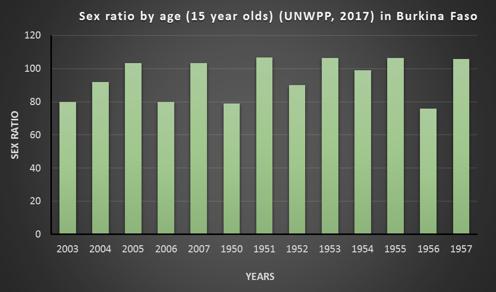 Sex ratio by age (15 year olds) (UNWPP, 2017) in Burkina Faso
120
100
80
60
40
20
0
SEX RATIO
2003 2004 2005 2006 2007 1950 1951 1952 1953 1954 1955 1956 1957
YEARS